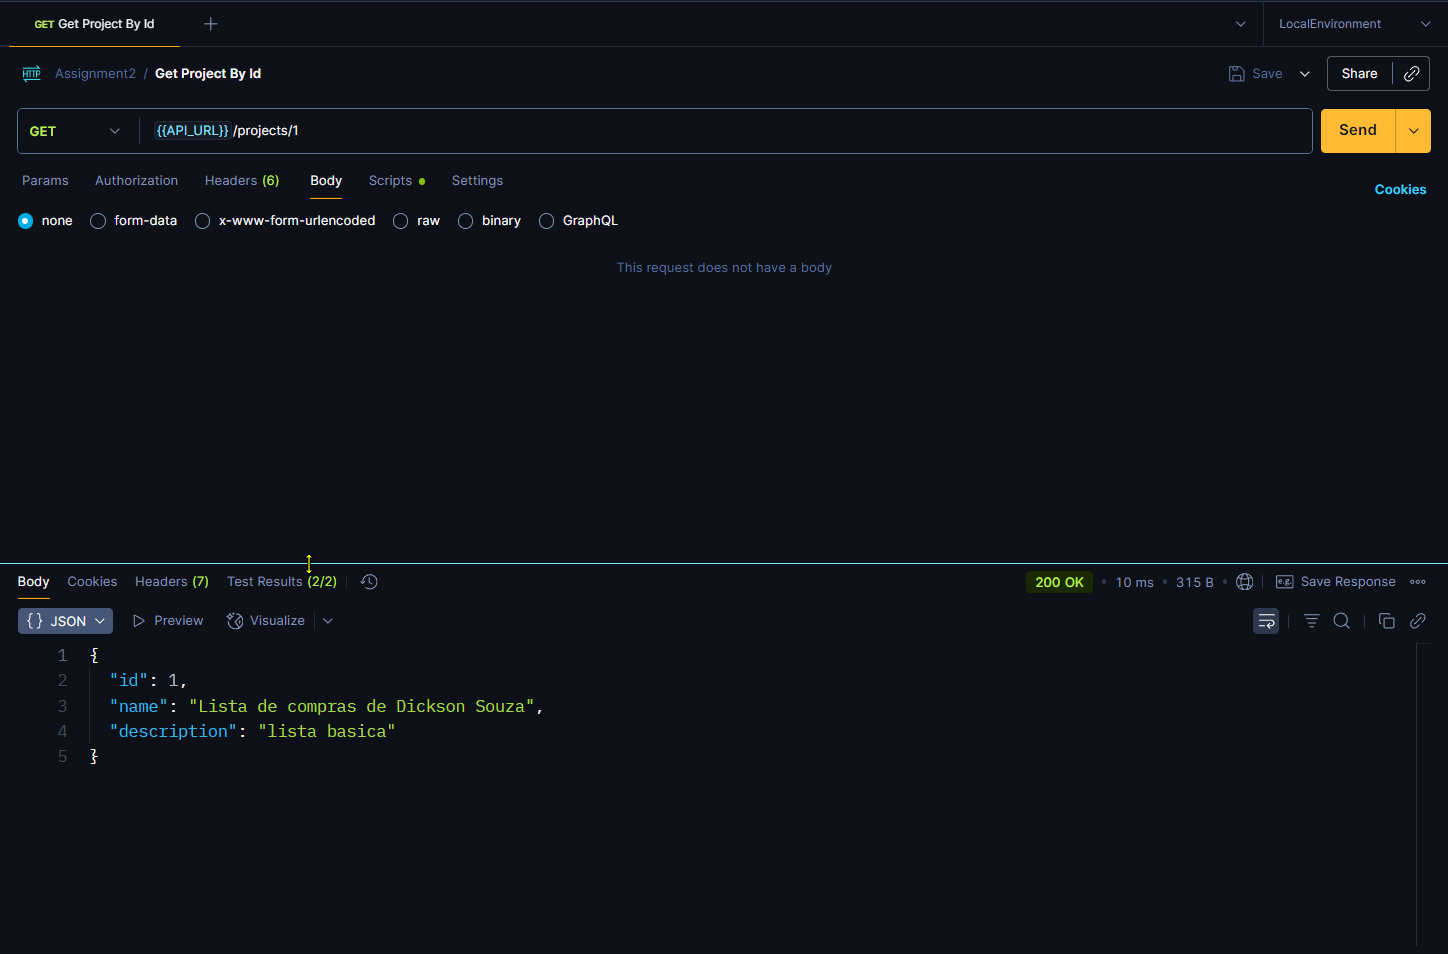 GET Get Project By Id
LocalEnvironment
HTTP Assignment2 / Get Project By Id
Save
Share
GET
{{API_URL}}/projects/1
Send
Params Authorization Headers (6) Body Scripts Settings
Cookies
none form-data x-www-form-urlencoded raw binary GraphQL
This request does not have a body
Body Cookies Headers (7) Test Results (2/2)
200 OK • 10 ms • 315 B • e.g. Save Response
{} JSON Preview Visualize
1 {
2 "id": 1,
3 "name": "Lista de compras de Dickson Souza",
4 "description": "lista basica"
5 }